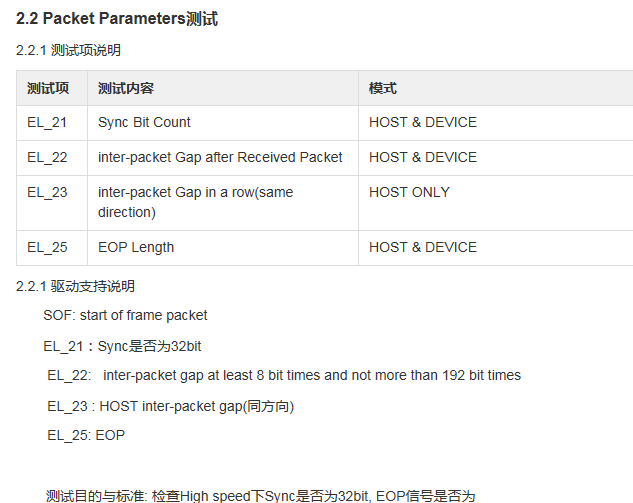 2.2 Packet Parameters测试
2.2.1 测试项说明
测试项 测试内容 模式
EL_21 Sync Bit Count HOST & DEVICE
EL_22 inter-packet Gap after Received Packet HOST & DEVICE
EL_23 inter-packet Gap in a row(same HOST ONLY
direction)
EL_25 EOP Length HOST & DEVICE
2.2.1 驱动支持说明
SOF: start of frame packet
EL_21：Sync是否为32bit
EL_22: inter-packet gap at least 8 bit times and not more than 192 bit times
EL_23 : HOST inter-packet gap(同方向)
EL_25: EOP
测试目的与标准: 检查High speed下Sync是否为32bit, EOP信号是否为